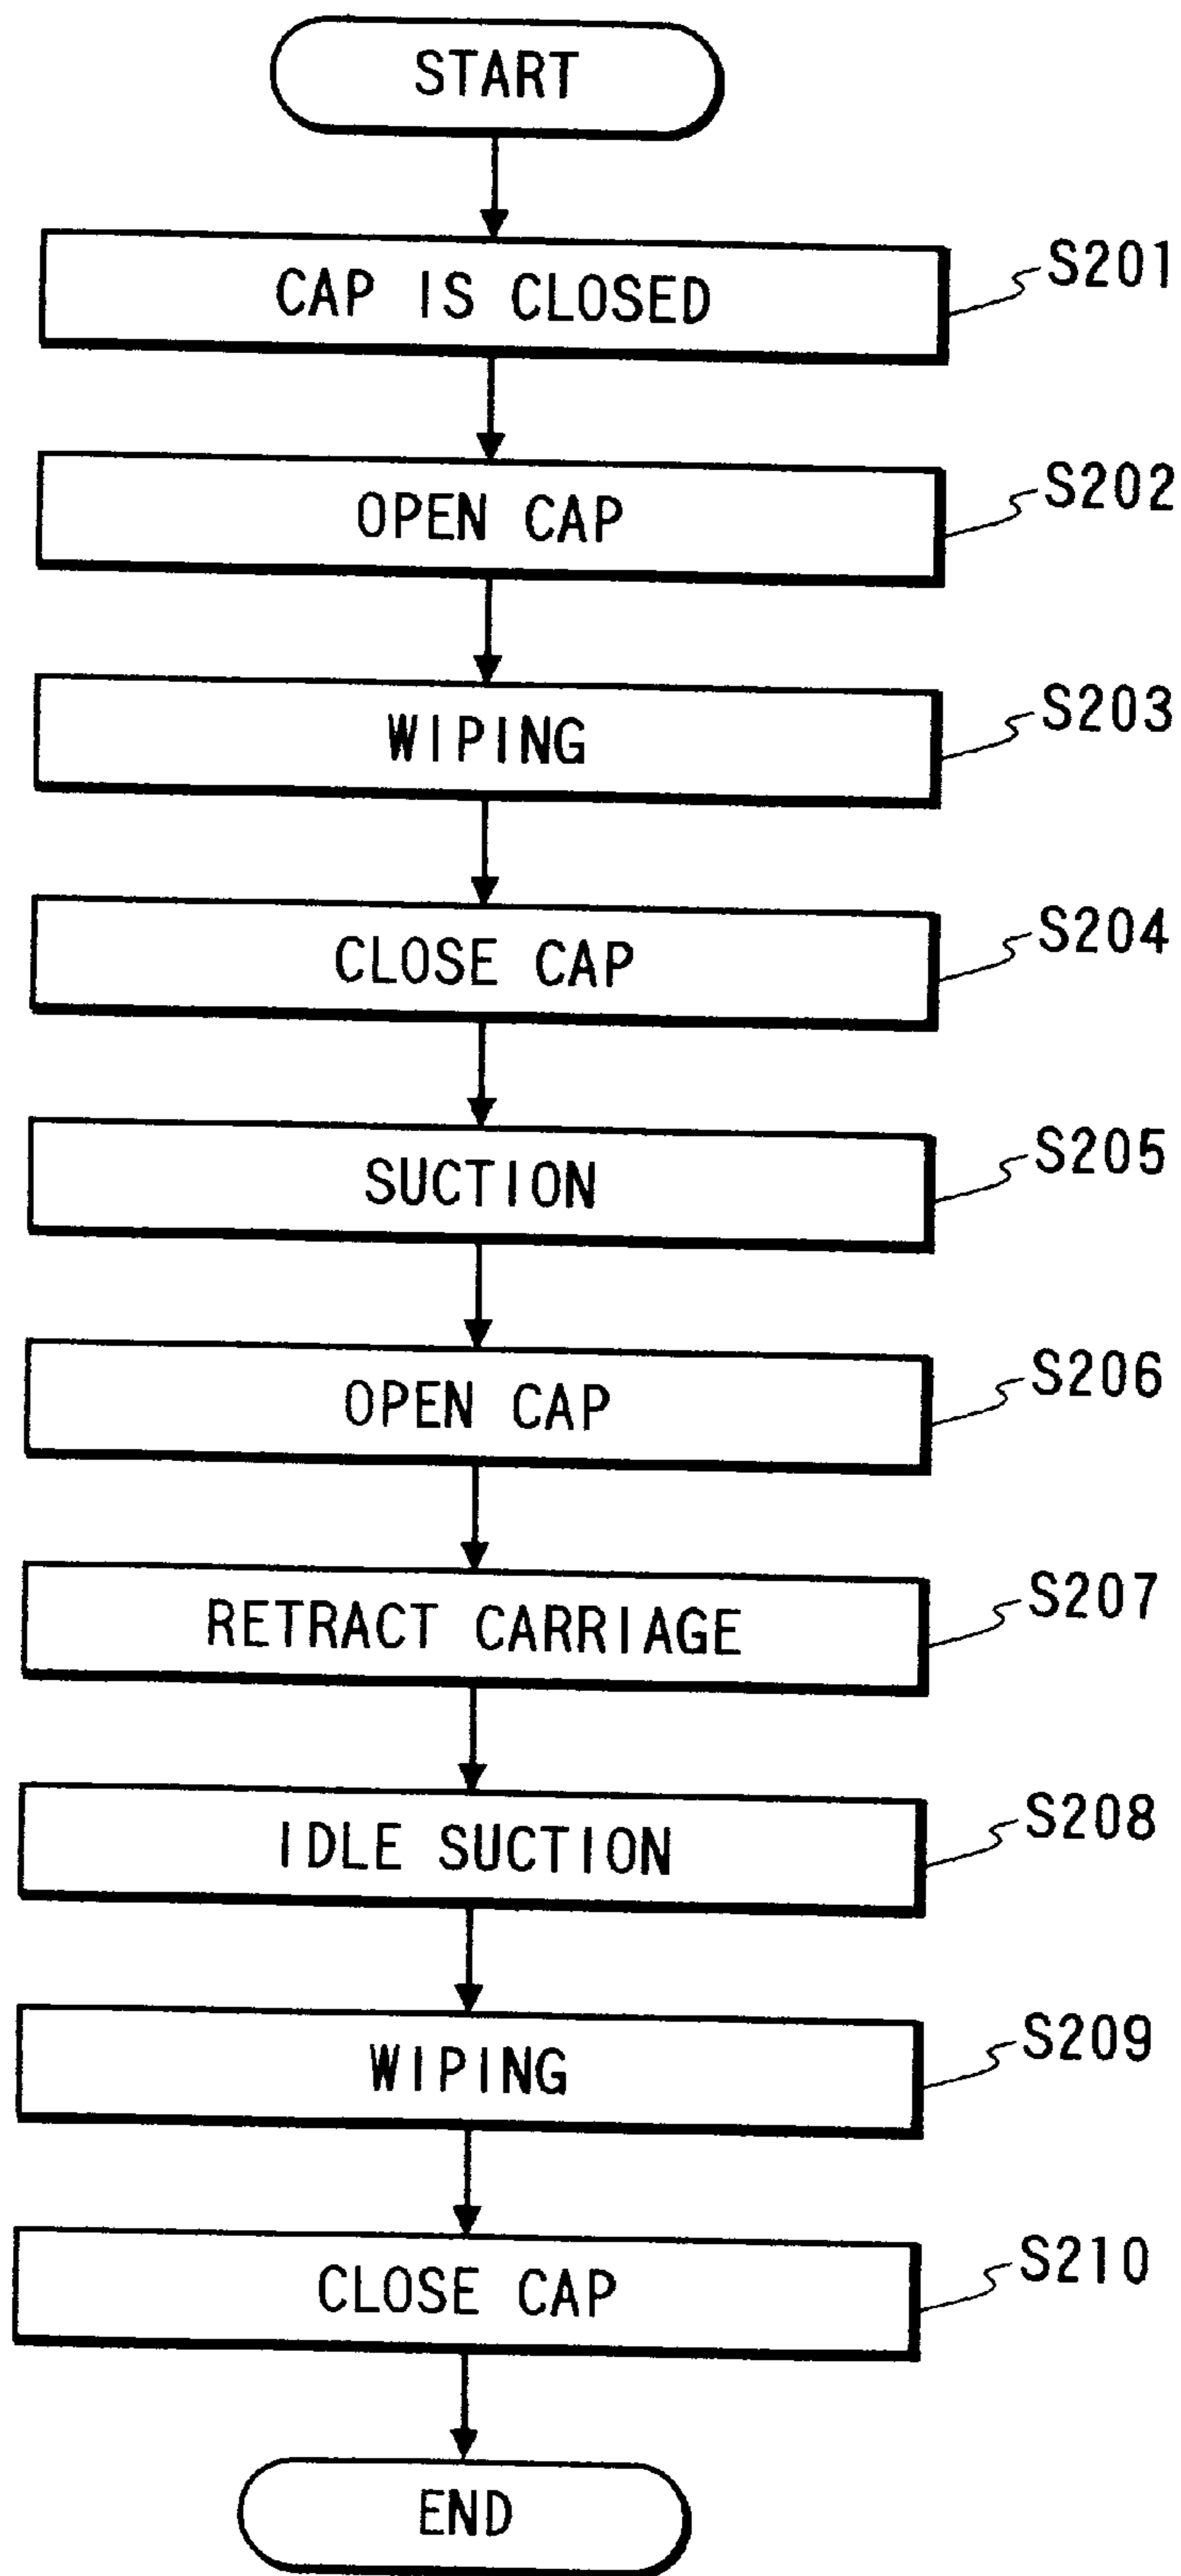 START
CAP IS CLOSED
S201
OPEN CAP
S202
WIPING
S203
CLOSE CAP
S204
SUCTION
S205
OPEN CAP
S206
RETRACT CARRIAGE
S207
IDLE SUCTION
S208
WIPING
S209
CLOSE CAP
S210
END